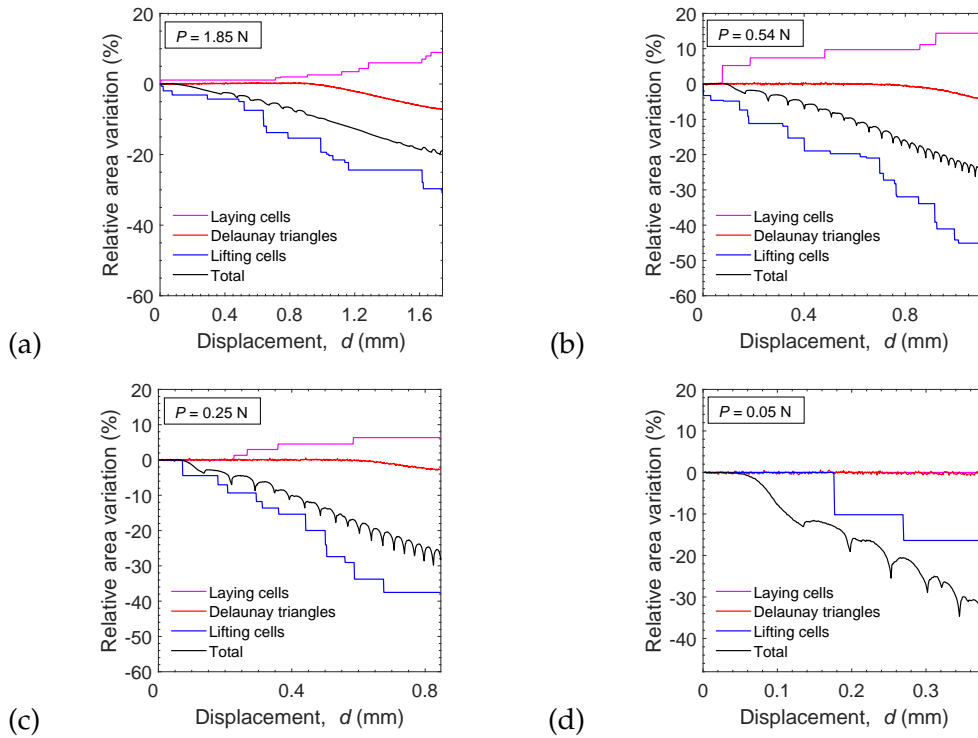 20
10
0
-10
-20
-30
-40
-50
-60
Relative area variation (%)
P = 1.85 N
Laying cells
Delaunay triangles
Lifting cells
Total
0 0.4 0.8 1.2 1.6
Displacement, d (mm)
(a)
20
10
0
-10
-20
-30
-40
-50
-60
Relative area variation (%)
P = 0.54 N
Laying cells
Delaunay triangles
Lifting cells
Total
0 0.4 0.8
Displacement, d (mm)
(b)
20
10
0
-10
-20
-30
-40
-50
-60
Relative area variation (%)
P = 0.25 N
Laying cells
Delaunay triangles
Lifting cells
Total
0 0.4 0.8
Displacement, d (mm)
(c)
20
10
0
-10
-20
-30
-40
Relative area variation (%)
P = 0.05 N
Laying cells
Delaunay triangles
Lifting cells
Total
0 0.1 0.2 0.3
Displacement, d (mm)
(d)